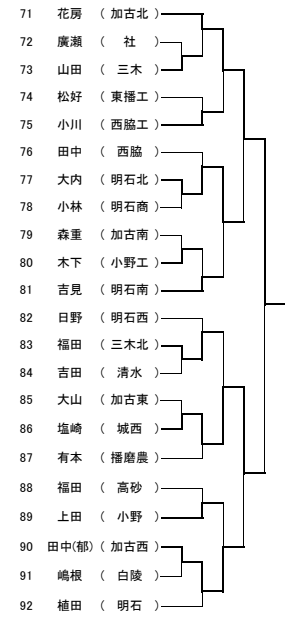 71 花房 ( 加古北 )
72 廣瀬 ( 社 )
73 山田 ( 三木 )
74 松好 ( 東播工 )
75 小川 ( 西脇工 )
76 田中 ( 西脇 )
77 大内 ( 明石北 )
78 小林 ( 明石商 )
79 森重 ( 加古南 )
80 木下 ( 小野工 )
81 吉見 ( 明石南 )
82 日野 ( 明石西 )
83 福田 ( 三木北 )
84 吉田 ( 清水 )
85 大山 ( 加古東 )
86 塩崎 ( 城西 )
87 有本 ( 播磨農 )
88 福田 ( 高砂 )
89 上田 ( 小野 )
90 田中(郁) ( 加古西 )
91 嶋根 ( 白陵 )
92 植田 ( 明石 )